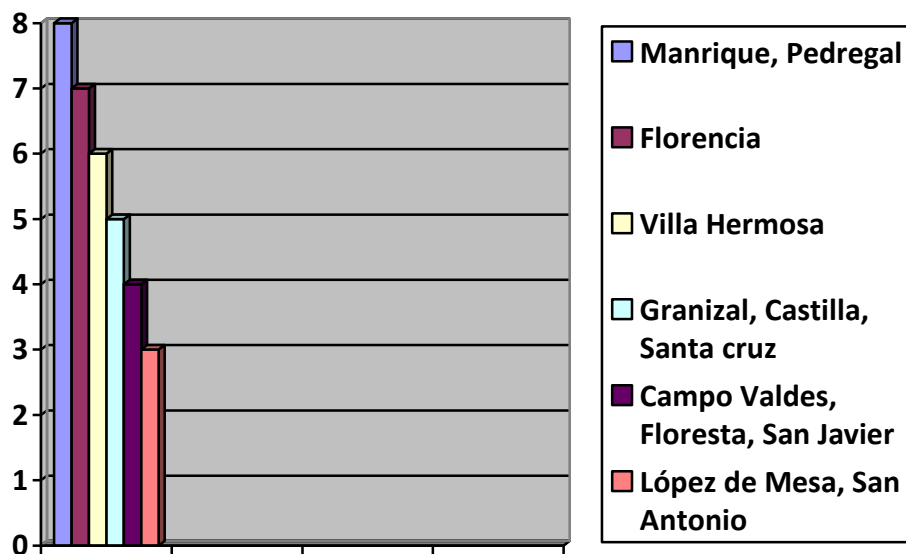 8
7
6
5
4
3
2
1
0
Manrique, Pedregal
Florencia
Villa Hermosa
Granizal, Castilla,
Santa cruz
Campo Valdes,
Floresta, San Javier
López de Mesa, San
Antonio